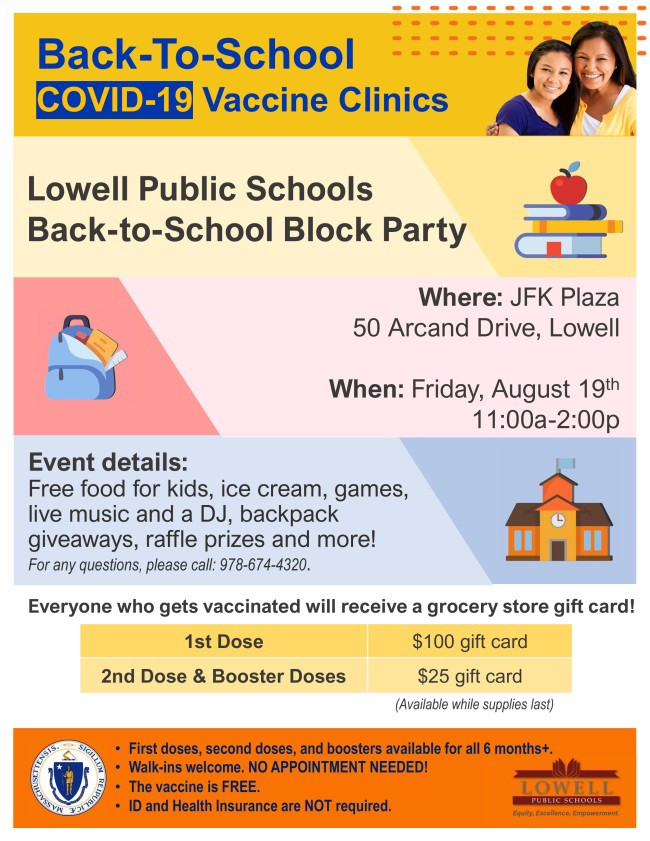 Back-To-School
COVID-19 Vaccine Clinics
Lowell Public Schools
Back-to-School Block Party
Where: JFK Plaza
50 Arcand Drive, Lowell
When: Friday, August 19th
11:00a-2:00p
Event details:
Free food for kids, ice cream, games,
live music and a DJ, backpack
giveaways, raffle prizes and more!
For any questions, please call: 978-674-4320.
Everyone who gets vaccinated will receive a grocery store gift card!
1st Dose $100 gift card
2nd Dose & Booster Doses $25 gift card
(Available while supplies last)
• First doses, second doses, and boosters available for all 6 months+.
• Walk-ins welcome. NO APPOINTMENT NEEDED!
• The vaccine is FREE.
• ID and Health Insurance are NOT required.
SIGILLUM REIPUBLICÆ MASSACHUSETTENSIS
LOWELL
PUBLIC SCHOOLS
Equity, Excellence, Empowerment.